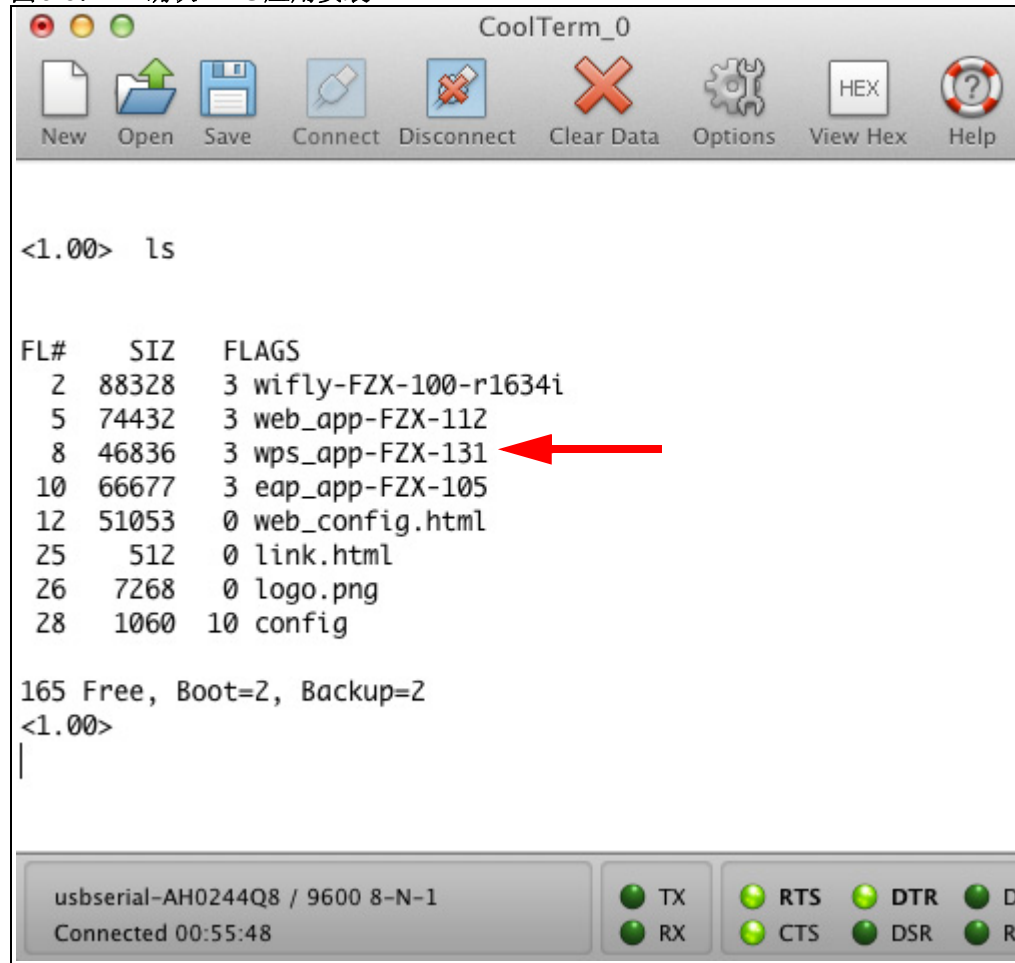 CoolTerm_0
New Open Save Connect Disconnect Clear Data Options View Hex Help
HEX
<1.00> ls
FL# SIZ FLAGS
2 88328 3 wifly-FZX-100-r1634i
5 74432 3 web_app-FZX-112
8 46836 3 wps_app-FZX-131
10 66677 3 eap_app-FZX-105
12 51053 0 web_config.html
25 512 0 link.html
26 7268 0 logo.png
28 1060 10 config
165 Free, Boot=2, Backup=2
<1.00>
usbserial-AH0244Q8 / 9600 8-N-1
Connected 00:55:48
TX RTS DTR
RX CTS DSR